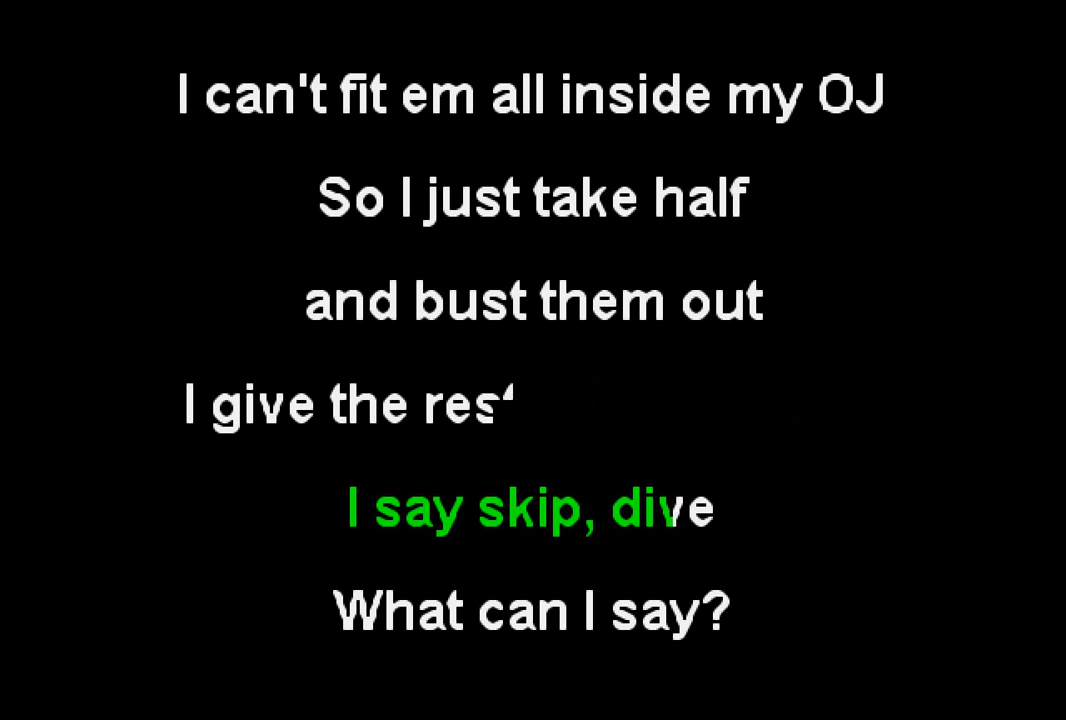 I can't fit em all inside my OJ
So I just take half
and bust them out
I give the rest
I say skip, dive
What can I say?